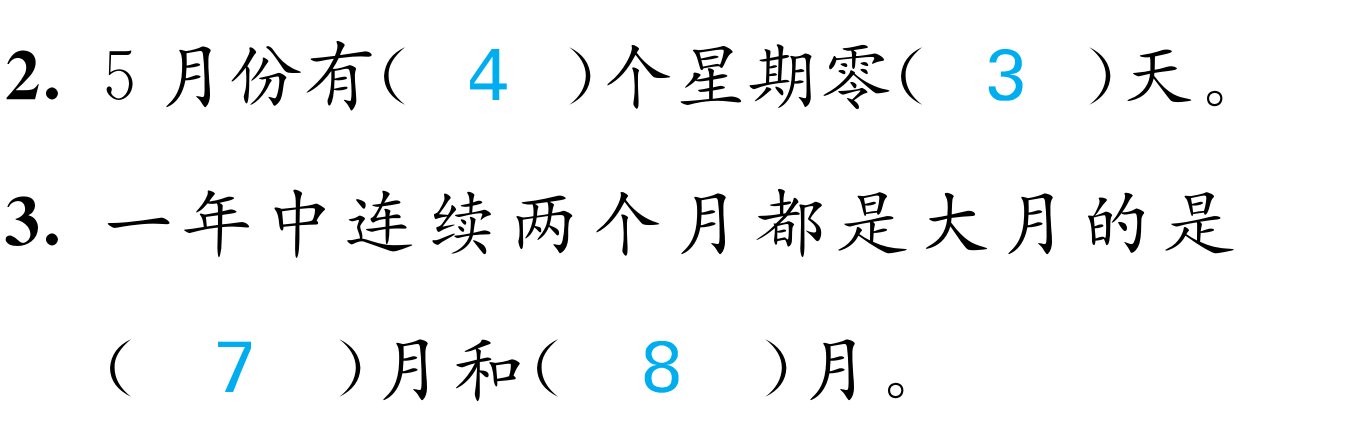 2. 5月份有( 4 )个星期零( 3 )天。
3. 一年中连续两个月都是大月的是
( 7 )月和( 8 )月。